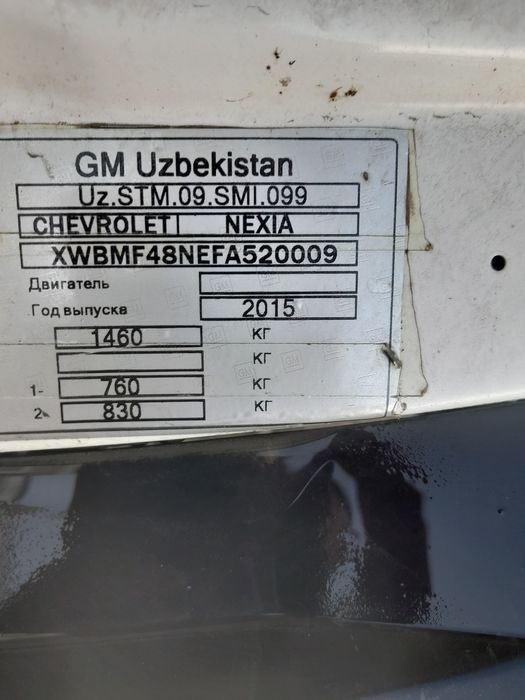 GM Uzbekistan
Uz.STM.09.SMI.099
CHEVROLET NEXIA
XWBMF48NEFA520009
Двигатель
Год выпуска 2015
1460 кг
кг
1- 760 кг
2- 830 кг